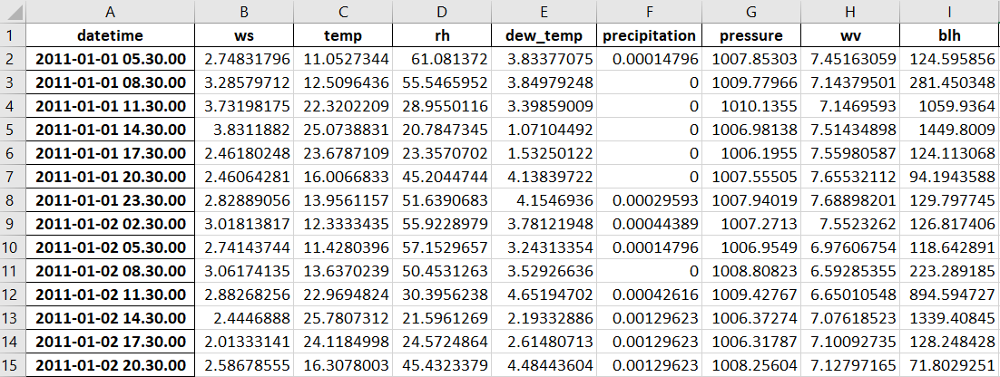 A B C D E F G H I
1 datetime ws temp rh dew_temp precipitation pressure wv blh
2 2011-01-01 05.30.00 2.74831796 11.0527344 61.081372 3.83377075 0.00014796 1007.85303 7.45163059 124.595856
3 2011-01-01 08.30.00 3.28579712 12.5096436 55.5465952 3.84979248 0 1009.77966 7.14379501 281.450348
4 2011-01-01 11.30.00 3.73198175 22.3202209 28.9550116 3.39859009 0 1010.1355 7.1469593 1059.9364
5 2011-01-01 14.30.00 3.8311882 25.0738831 20.7847345 1.07104492 0 1006.98138 7.51434898 1449.8009
6 2011-01-01 17.30.00 2.46180248 23.6787109 23.3570702 1.53250122 0 1006.1955 7.55980587 124.113068
7 2011-01-01 20.30.00 2.46064281 16.0066833 45.2044744 4.13839722 0 1007.55505 7.65532112 94.1943588
8 2011-01-01 23.30.00 2.82889056 13.9561157 51.6390683 4.1546936 0.00029593 1007.94019 7.68898201 129.797745
9 2011-01-02 02.30.00 3.01813817 12.3333435 55.9228979 3.78121948 0.00044389 1007.2713 7.5523262 126.817406
10 2011-01-02 05.30.00 2.74143744 11.4280396 57.1529657 3.24313354 0.00014796 1006.9549 6.97606754 118.642891
11 2011-01-02 08.30.00 3.06174135 13.6370239 50.4531263 3.52926636 0 1008.80823 6.59285355 223.289185
12 2011-01-02 11.30.00 2.88268256 22.9694824 30.3956238 4.65194702 0.00042616 1009.42767 6.65010548 894.594727
13 2011-01-02 14.30.00 2.4446888 25.7807312 21.5961269 2.19332886 0.00129623 1006.37274 7.07618523 1339.40845
14 2011-01-02 17.30.00 2.01333141 24.1184998 24.5724864 2.61480713 0.00129623 1006.31787 7.10092735 128.248428
15 2011-01-02 20.30.00 2.58678555 16.3078003 45.4323379 4.48443604 0.00129623 1008.25604 7.12797165 71.8029251